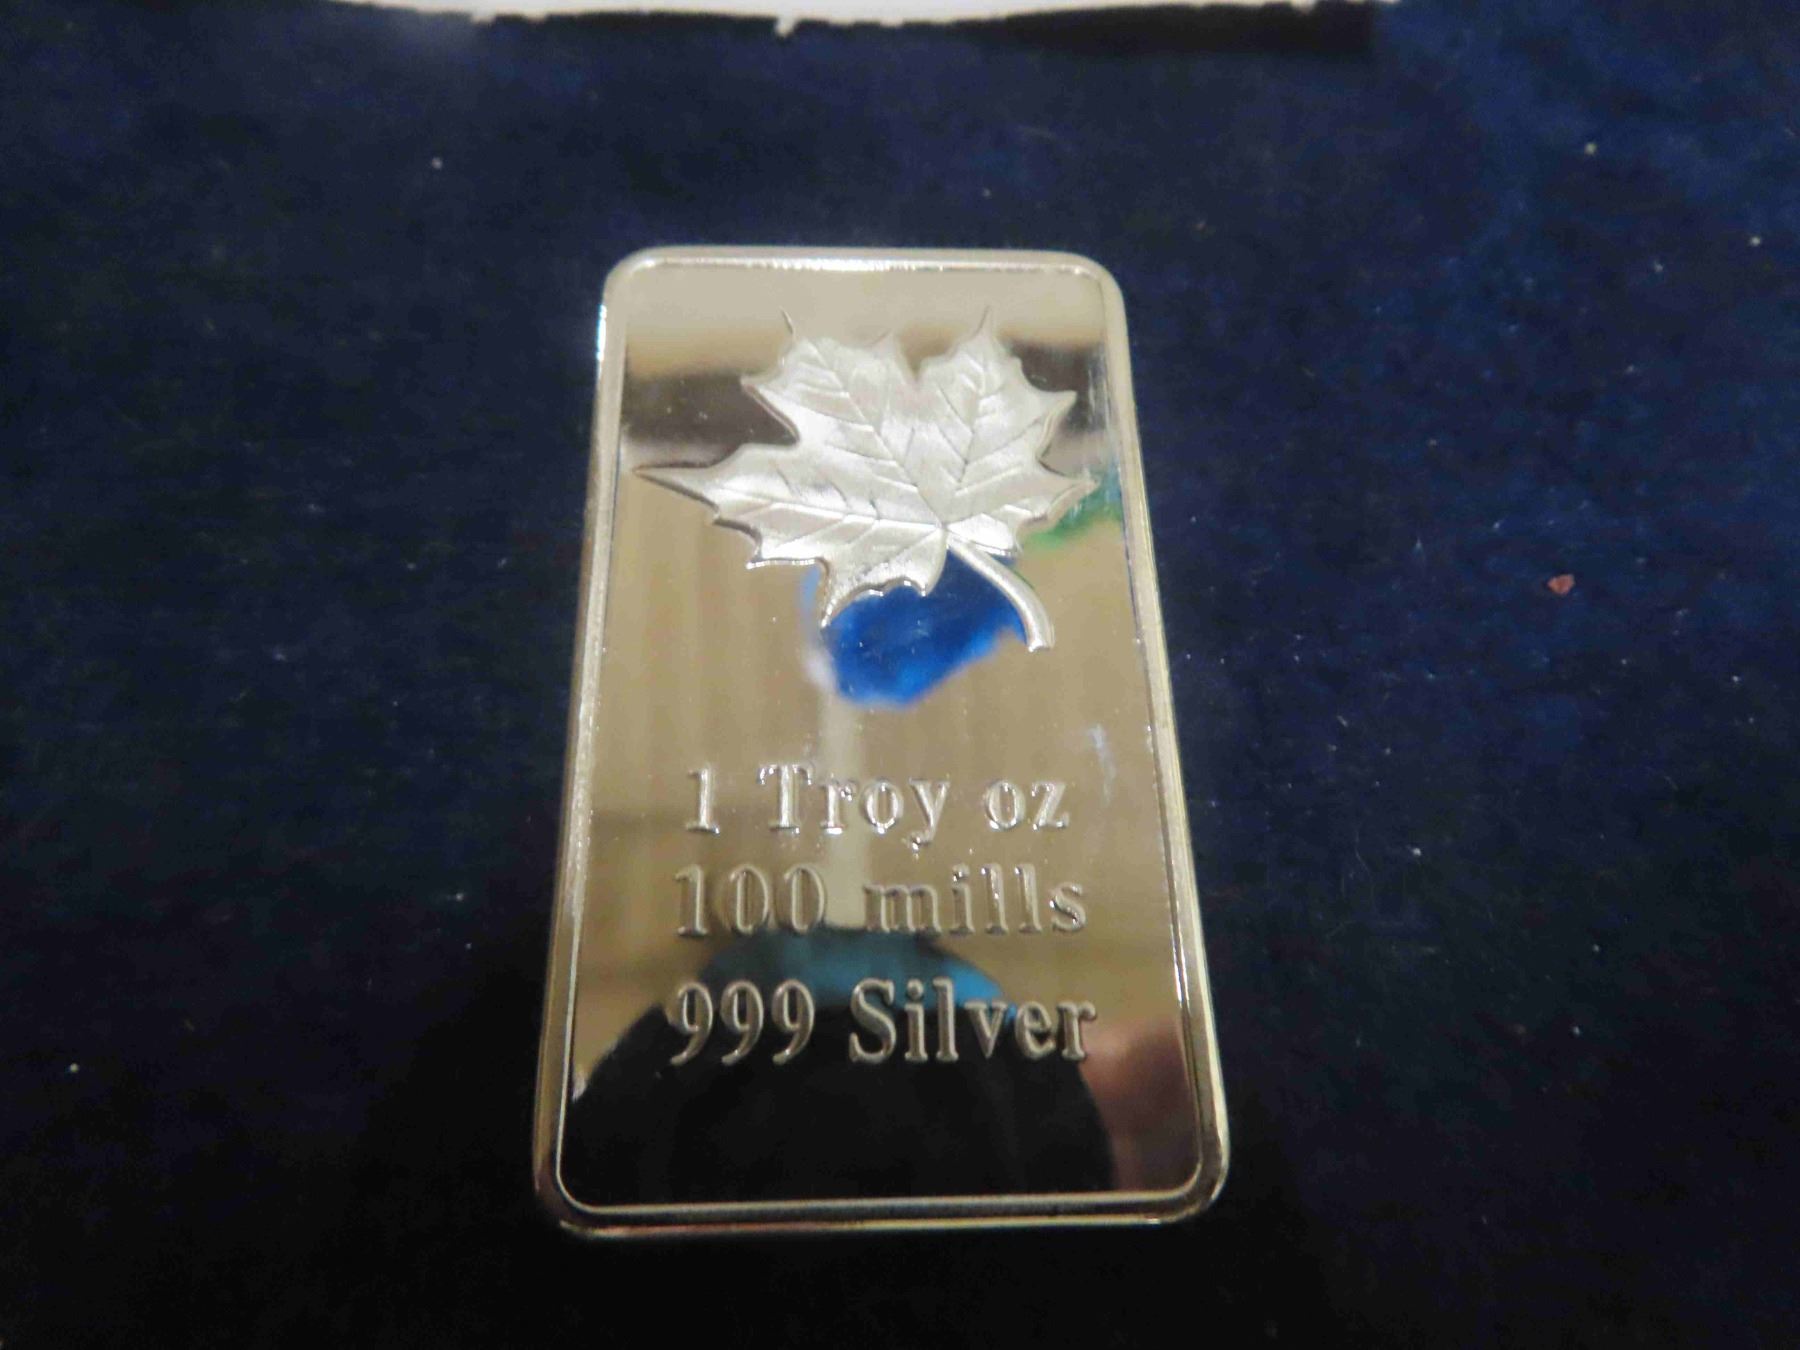 1 Troy oz
100 mills
999 Silver